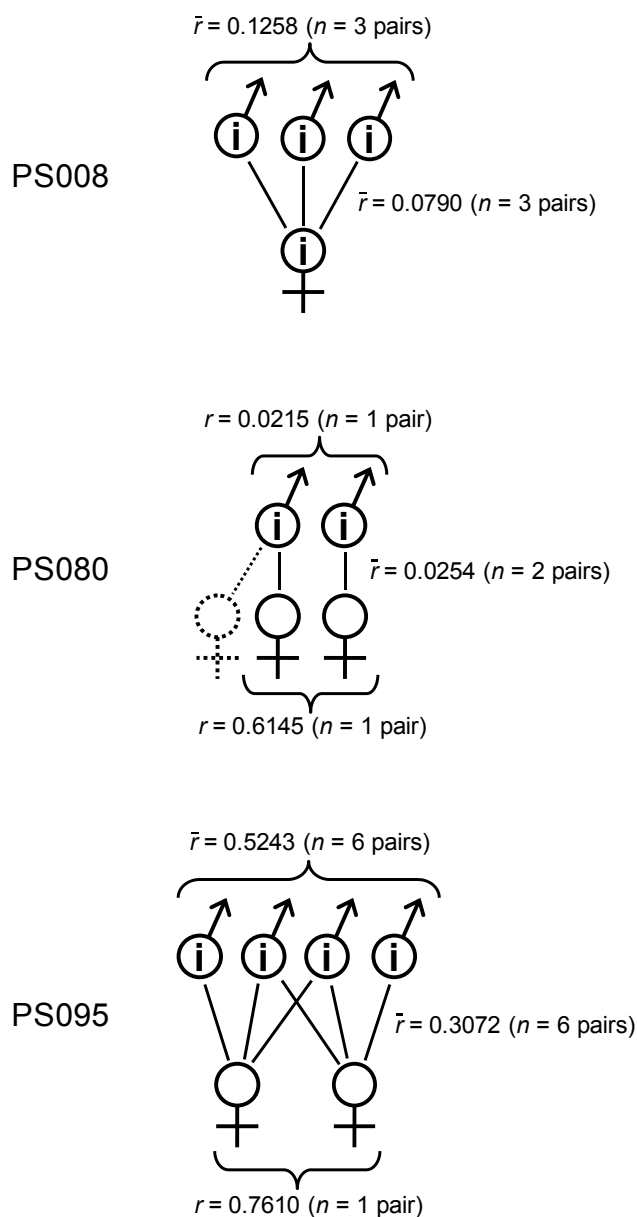 r̄ = 0.1258 (n = 3 pairs)
i i i
PS008
r̄ = 0.0790 (n = 3 pairs)
i
r = 0.0215 (n = 1 pair)
i i
PS080
r̄ = 0.0254 (n = 2 pairs)
r = 0.6145 (n = 1 pair)
r̄ = 0.5243 (n = 6 pairs)
i i i i
PS095
r̄ = 0.3072 (n = 6 pairs)
r = 0.7610 (n = 1 pair)